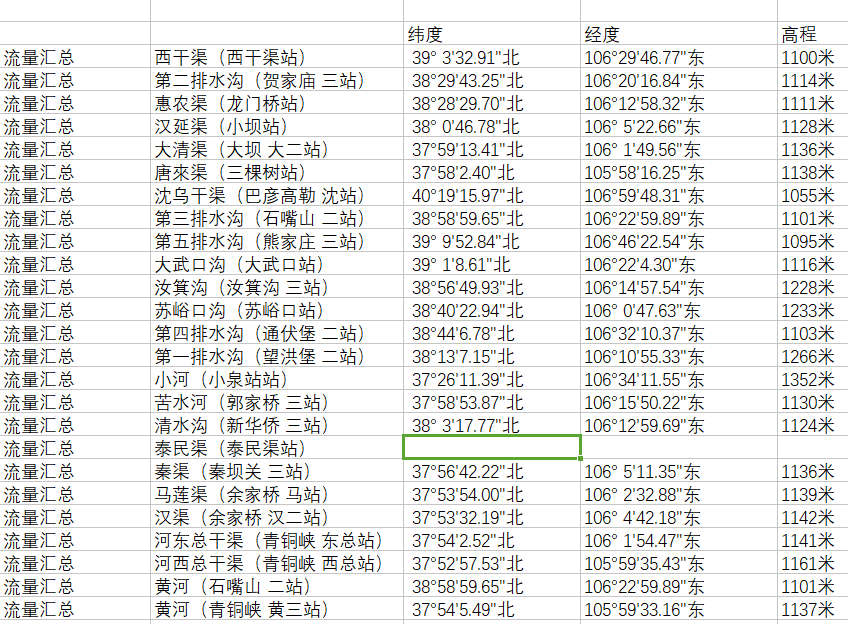 纬度 经度 高程
流量汇总 西干渠（西干渠站） 39° 3'32.91"北 106°29'46.77"东 1100米
流量汇总 第二排水沟（贺家庙 三站） 38°29'43.25"北 106°20'16.84"东 1114米
流量汇总 惠农渠（龙门桥站） 38°28'29.70"北 106°12'58.32"东 1111米
流量汇总 汉延渠（小坝站） 38° 0'46.78"北 106° 5'22.66"东 1128米
流量汇总 大清渠（大坝 大二站） 37°59'13.41"北 106° 1'49.56"东 1136米
流量汇总 唐來渠（三棵树站） 37°58'2.40"北 105°58'16.25"东 1138米
流量汇总 沈乌干渠（巴彦高勒 沈站） 40°19'15.97"北 106°59'48.31"东 1055米
流量汇总 第三排水沟（石嘴山 二站） 38°58'59.65"北 106°22'59.89"东 1101米
流量汇总 第五排水沟（熊家庄 三站） 39° 9'52.84"北 106°46'22.54"东 1095米
流量汇总 大武口沟（大武口站） 39° 1'8.61"北 106°22'4.30"东 1116米
流量汇总 汝箕沟（汝箕沟 三站） 38°56'49.93"北 106°14'57.54"东 1228米
流量汇总 苏峪口沟（苏峪口站） 38°40'22.94"北 106° 0'47.63"东 1233米
流量汇总 第四排水沟（通伏堡 二站） 38°44'6.78"北 106°32'10.37"东 1103米
流量汇总 第一排水沟（望洪堡 二站） 38°13'7.15"北 106°10'55.33"东 1266米
流量汇总 小河（小泉站站） 37°26'11.39"北 106°34'11.55"东 1352米
流量汇总 苦水河（郭家桥 三站） 37°58'53.87"北 106°15'50.22"东 1130米
流量汇总 清水沟（新华侨 三站） 38° 3'17.77"北 106°12'59.69"东 1124米
流量汇总 泰民渠（泰民渠站）
流量汇总 秦渠（秦坝关 三站） 37°56'42.22"北 106° 5'11.35"东 1136米
流量汇总 马莲渠（余家桥 马站） 37°53'54.00"北 106° 2'32.88"东 1139米
流量汇总 汉渠（余家桥 汉二站） 37°53'32.19"北 106° 4'42.18"东 1142米
流量汇总 河东总干渠（青铜峡 东总站） 37°54'2.52"北 106° 1'54.47"东 1141米
流量汇总 河西总干渠（青铜峡 西总站） 37°52'57.53"北 105°59'35.43"东 1161米
流量汇总 黄河（石嘴山 二站） 38°58'59.65"北 106°22'59.89"东 1101米
流量汇总 黄河（青铜峡 黄三站） 37°54'5.49"北 105°59'33.16"东 1137米